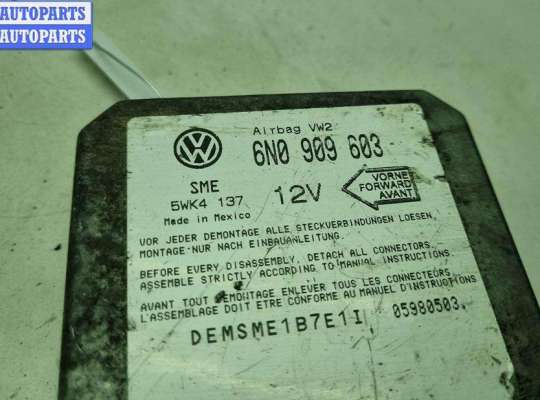 AUTOPARTS
AUTOPARTS
Airbag VW2
6N0 909 603
SME
5WK4 137
12V
Made in Mexico
VORNE
FORWARD
AVANT
VOR JEDER DEMONTAGE ALLE STECKVERBINDUNGEN LOESEN,
MONTAGE NUR NACH EINBAUANLEITUNG.
BEFORE EVERY DISASSEMBLY, DETACH ALL CONNECTORS.
ASSEMBLE STRICTLY ACCORDING TO MANUAL INSTRUCTIONS.
AVANT TOUT DEMONTAGE ENLEVER TOUS LES CONNECTEURS
L'ASSEMBLAGE DOIT ETRE CONFORME AU MANUEL D'INSTRUCTIONS
DEMSME1B7E1I 05980503.